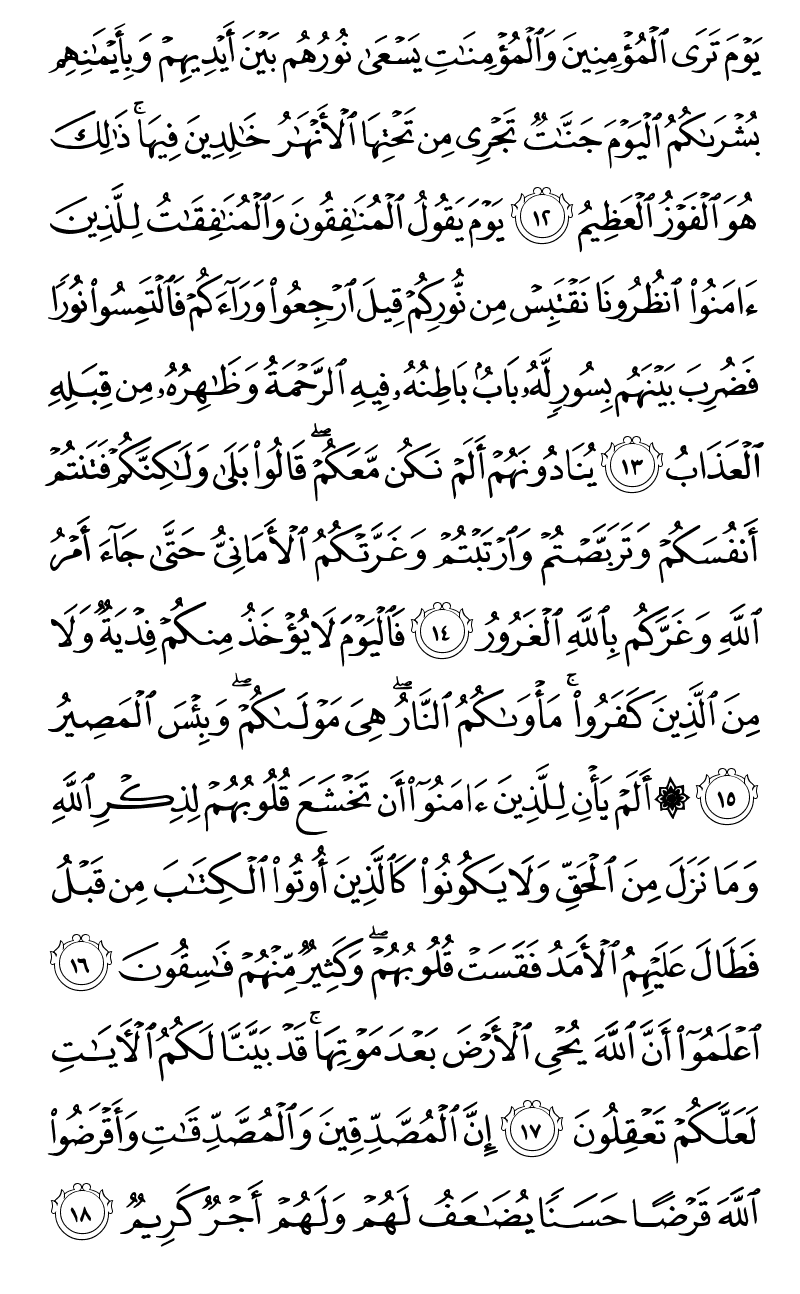 يَوْمَ تَرَى ٱلْمُؤْمِنِينَ وَٱلْمُؤْمِنَٰتِ يَسْعَىٰ نُورُهُم بَيْنَ أَيْدِيهِمْ وَبِأَيْمَٰنِهِم
بُشْرَىٰكُمُ ٱلْيَوْمَ جَنَّٰتٌ تَجْرِى مِن تَحْتِهَا ٱلْأَنْهَٰرُ خَٰلِدِينَ فِيهَا ۚ ذَٰلِكَ
هُوَ ٱلْفَوْزُ ٱلْعَظِيمُ ١٢ يَوْمَ يَقُولُ ٱلْمُنَٰفِقُونَ وَٱلْمُنَٰفِقَٰتُ لِلَّذِينَ
ءَامَنُوا۟ ٱنظُرُونَا نَقْتَبِسْ مِن نُّورِكُمْ قِيلَ ٱرْجِعُوا۟ وَرَآءَكُمْ فَٱلْتَمِسُوا۟ نُورًا
فَضُرِبَ بَيْنَهُم بِسُورٍ لَّهُۥ بَابٌۢ بَاطِنُهُۥ فِيهِ ٱلرَّحْمَةُ وَظَٰهِرُهُۥ مِن قِبَلِهِ
ٱلْعَذَابُ ١٣ يُنَادُونَهُمْ أَلَمْ نَكُن مَّعَكُمْ ۖ قَالُوا۟ بَلَىٰ وَلَٰكِنَّكُمْ فَتَنتُمْ
أَنفُسَكُمْ وَتَرَبَّصْتُمْ وَٱرْتَبْتُمْ وَغَرَّتْكُمُ ٱلْأَمَانِىُّ حَتَّىٰ جَآءَ أَمْرُ
ٱللَّهِ وَغَرَّكُم بِٱللَّهِ ٱلْغَرُورُ ١٤ فَٱلْيَوْمَ لَا يُؤْخَذُ مِنكُمْ فِدْيَةٌ وَلَا
مِنَ ٱلَّذِينَ كَفَرُوا۟ ۚ مَأْوَىٰكُمُ ٱلنَّارُ ۖ هِىَ مَوْلَىٰكُمْ ۖ وَبِئْسَ ٱلْمَصِيرُ
١٥ ۞ أَلَمْ يَأْنِ لِلَّذِينَ ءَامَنُوٓا۟ أَن تَخْشَعَ قُلُوبُهُمْ لِذِكْرِ ٱللَّهِ
وَمَا نَزَلَ مِنَ ٱلْحَقِّ وَلَا يَكُونُوا۟ كَٱلَّذِينَ أُوتُوا۟ ٱلْكِتَٰبَ مِن قَبْلُ
فَطَالَ عَلَيْهِمُ ٱلْأَمَدُ فَقَسَتْ قُلُوبُهُمْ ۖ وَكَثِيرٌ مِّنْهُمْ فَٰسِقُونَ ١٦
ٱعْلَمُوٓا۟ أَنَّ ٱللَّهَ يُحْىِ ٱلْأَرْضَ بَعْدَ مَوْتِهَا ۚ قَدْ بَيَّنَّا لَكُمُ ٱلْـَٔايَٰتِ
لَعَلَّكُمْ تَعْقِلُونَ ١٧ إِنَّ ٱلْمُصَّدِّقِينَ وَٱلْمُصَّدِّقَٰتِ وَأَقْرَضُوا۟
ٱللَّهَ قَرْضًا حَسَنًا يُضَٰعَفُ لَهُمْ وَلَهُمْ أَجْرٌ كَرِيمٌ ١٨